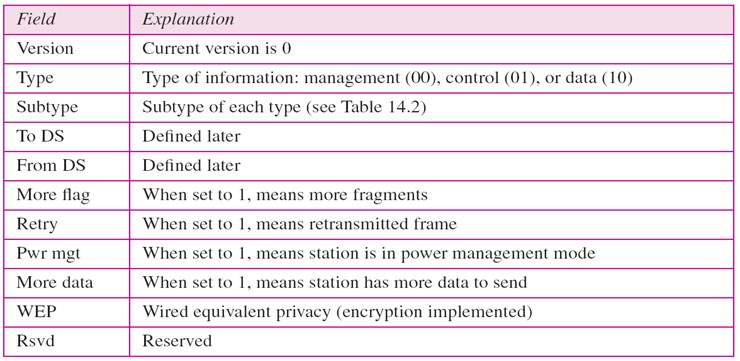 Field Explanation
Version Current version is 0
Type Type of information: management (00), control (01), or data (10)
Subtype Subtype of each type (see Table 14.2)
To DS Defined later
From DS Defined later
More flag When set to 1, means more fragments
Retry When set to 1, means retransmitted frame
Pwr mgt When set to 1, means station is in power management mode
More data When set to 1, means station has more data to send
WEP Wired equivalent privacy (encryption implemented)
Rsvd Reserved